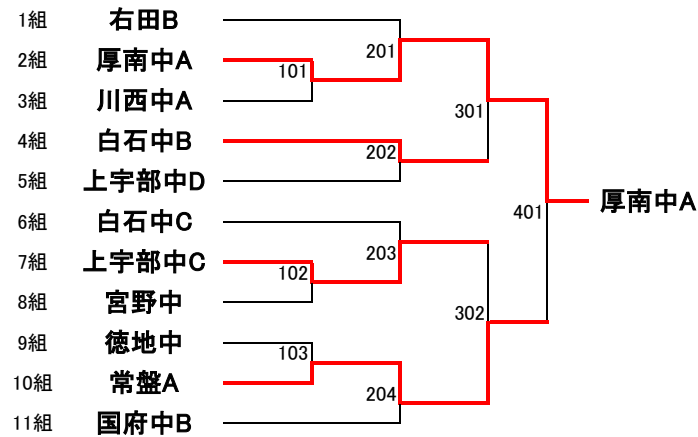 1組 右田B
2組 厚南中A
3組 川西中A
4組 白石中B
5組 上宇部中D
6組 白石中C
7組 上宇部中C
8組 宮野中
9組 徳地中
10組 常盤A
11組 国府中B
101
102
103
201
202
203
204
301
302
401
厚南中A